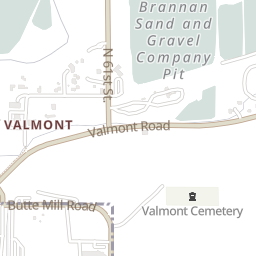 Brannan
Sand and
Gravel
Company
Pit
N 61st St.
VALMONT
Valmont Road
Valmont Cemetery
Butte Mill Road